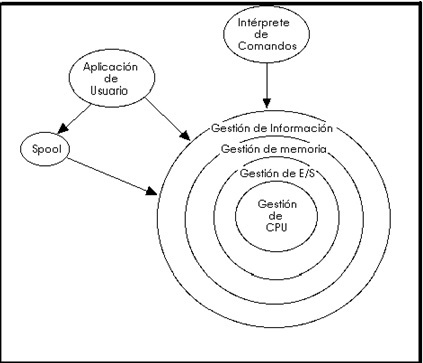 Intérprete
de
Comandos
Aplicación
de
Usuario
Spool
Gestión de Información
Gestión de memoria
Gestión de E/S
Gestión
de
CPU